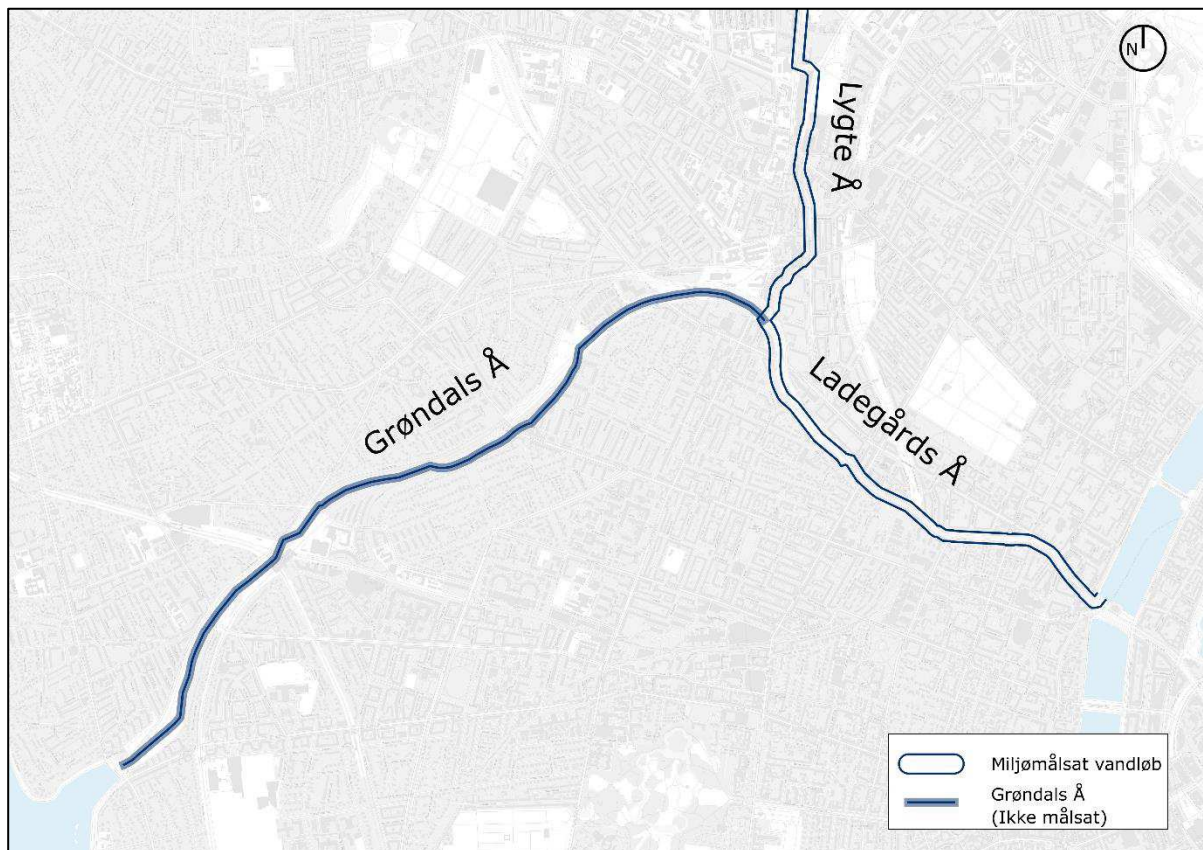 N
Lygte Å
Grøndals Å
Ladegårds Å
Miljømålsat vandløb
Grøndals Å
(Ikke målsat)